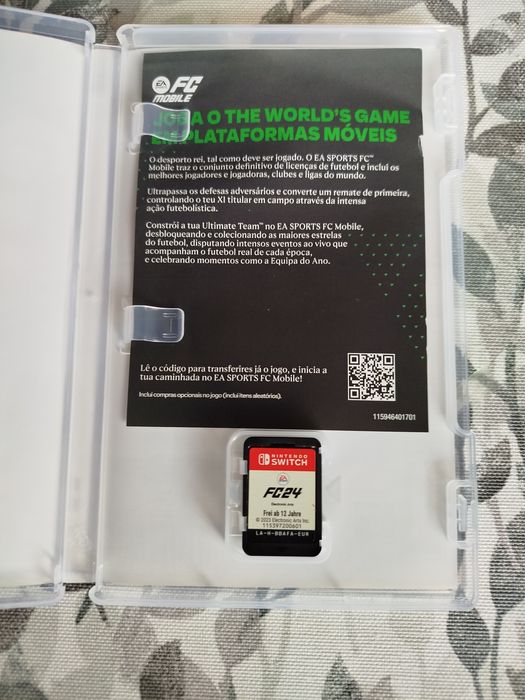 EA FC
MOBILE
JOGA O THE WORLD'S GAME
EM PLATAFORMAS MÓVEIS
O desporto rei, tal como deve ser jogado. O EA SPORTS FC™
Mobile traz o conjunto definitivo de licenças de futebol e inclui os
melhores jogadores e jogadoras, clubes e ligas do mundo.
Ultrapassa os defesas adversários e converte um remate de primeira,
controlando o teu XI titular em campo através da intensa
ação futebolística.
Constrói a tua Ultimate Team™ no EA SPORTS FC Mobile,
desbloqueando e colecionando as maiores estrelas
do futebol, disputando intensos eventos ao vivo que
acompanham o futebol real de cada época,
e celebrando momentos como a Equipa do Ano.
Lê o código para transferires já o jogo, e inicia a
tua caminhada no EA SPORTS FC Mobile!
Inclui compras opcionais no jogo (inclui itens aleatórios).
115946401701
NINTENDO
SWITCH
EA
FC24
Electronic Arts
Frei ab 12 Jahre
© 2023 Electronic Arts Inc.
115397200601
LA-H-BBAFA-EUR